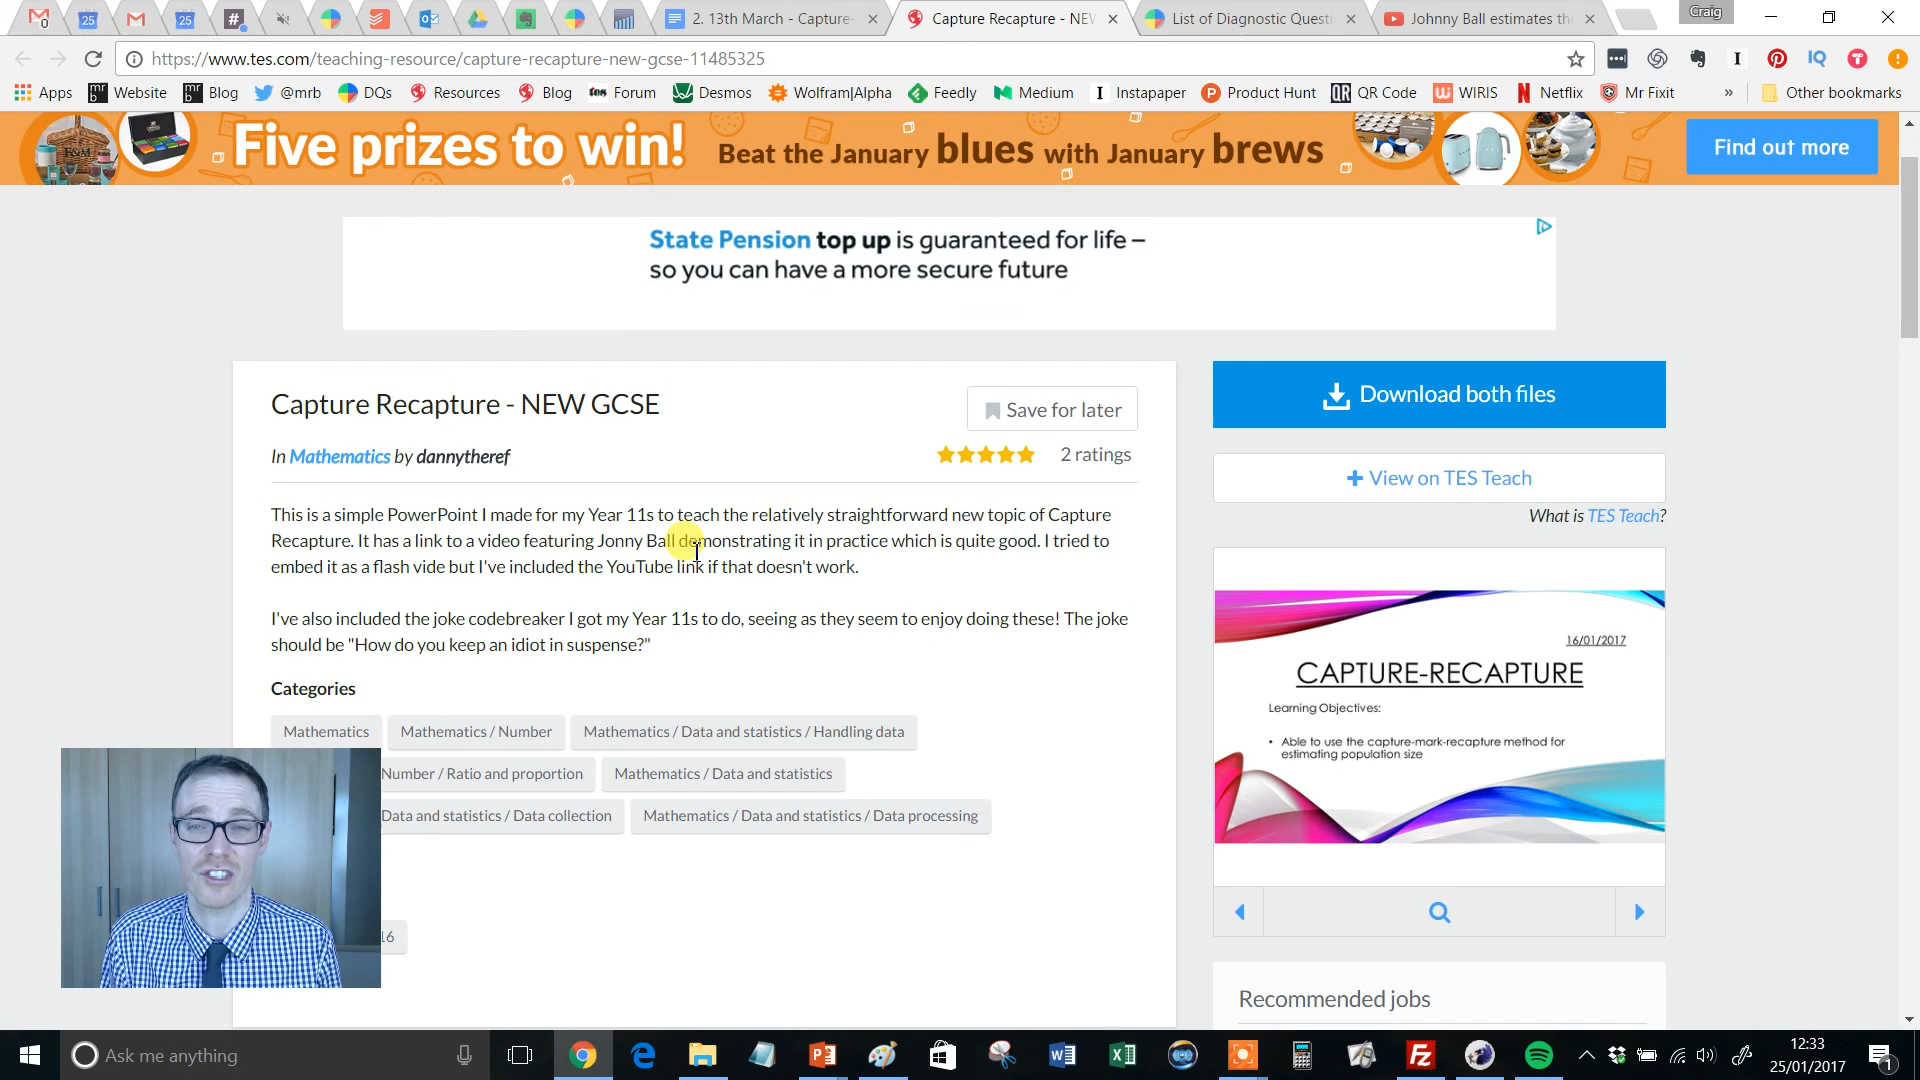 2. 13th March - Capture-
Capture Recapture - NEW
List of Diagnostic Questi
Johnny Ball estimates th
Craig
https://www.tes.com/teaching-resource/capture-recapture-new-gcse-11485325
Apps
Website
Blog
@mrb
DQs
Resources
Blog
Forum
Desmos
Wolfram|Alpha
Feedly
Medium
Instapaper
Product Hunt
QR Code
WIRIS
Netflix
Mr Fixit
»
Other bookmarks
Five prizes to win!
Beat the January blues with January brews
Find out more
State Pension top up is guaranteed for life –
so you can have a more secure future
Capture Recapture - NEW GCSE
Save for later
In Mathematics by dannytheref
2 ratings
This is a simple PowerPoint I made for my Year 11s to teach the relatively straightforward new topic of Capture
Recapture. It has a link to a video featuring Jonny Ball demonstrating it in practice which is quite good. I tried to
embed it as a flash vide but I've included the YouTube link if that doesn't work.
I've also included the joke codebreaker I got my Year 11s to do, seeing as they seem to enjoy doing these! The joke
should be "How do you keep an idiot in suspense?"
Categories
Mathematics
Mathematics / Number
Mathematics / Data and statistics / Handling data
Number / Ratio and proportion
Mathematics / Data and statistics
Data and statistics / Data collection
Mathematics / Data and statistics / Data processing
16
Download both files
+ View on TES Teach
What is TES Teach?
16/01/2017
CAPTURE-RECAPTURE
Learning Objectives:
• Able to use the capture-mark-recapture method for
estimating population size
Recommended jobs
Ask me anything
12:33
25/01/2017
1